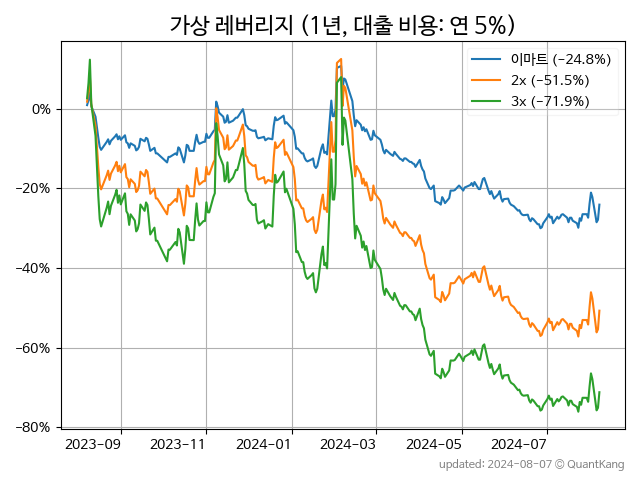 가상 레버리지 (1년, 대출 비용: 연 5%)
이마트 (−24.8%)
2x (−51.5%)
3x (−71.9%)
0%
−20%
−40%
−60%
−80%
2023-09
2023-11
2024-01
2024-03
2024-05
2024-07
updated: 2024-08-07 © QuantKang